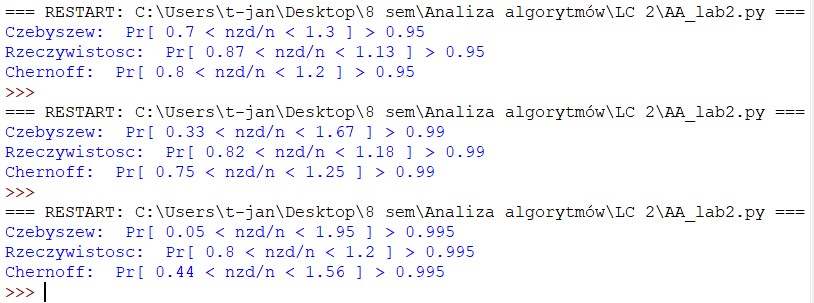 === RESTART: C:\Users\t-jan\Desktop\8 sem\Analiza algorytmów\LC 2\AA_lab2.py ===
Czebyszew:  Pr[ 0.7 < nzd/n < 1.3 ] > 0.95
Rzeczywistosc:  Pr[ 0.87 < nzd/n < 1.13 ] > 0.95
Chernoff:  Pr[ 0.8 < nzd/n < 1.2 ] > 0.95
>>>
=== RESTART: C:\Users\t-jan\Desktop\8 sem\Analiza algorytmów\LC 2\AA_lab2.py ===
Czebyszew:  Pr[ 0.33 < nzd/n < 1.67 ] > 0.99
Rzeczywistosc:  Pr[ 0.82 < nzd/n < 1.18 ] > 0.99
Chernoff:  Pr[ 0.75 < nzd/n < 1.25 ] > 0.99
>>>
=== RESTART: C:\Users\t-jan\Desktop\8 sem\Analiza algorytmów\LC 2\AA_lab2.py ===
Czebyszew:  Pr[ 0.05 < nzd/n < 1.95 ] > 0.995
Rzeczywistosc:  Pr[ 0.8 < nzd/n < 1.2 ] > 0.995
Chernoff:  Pr[ 0.44 < nzd/n < 1.56 ] > 0.995
>>>